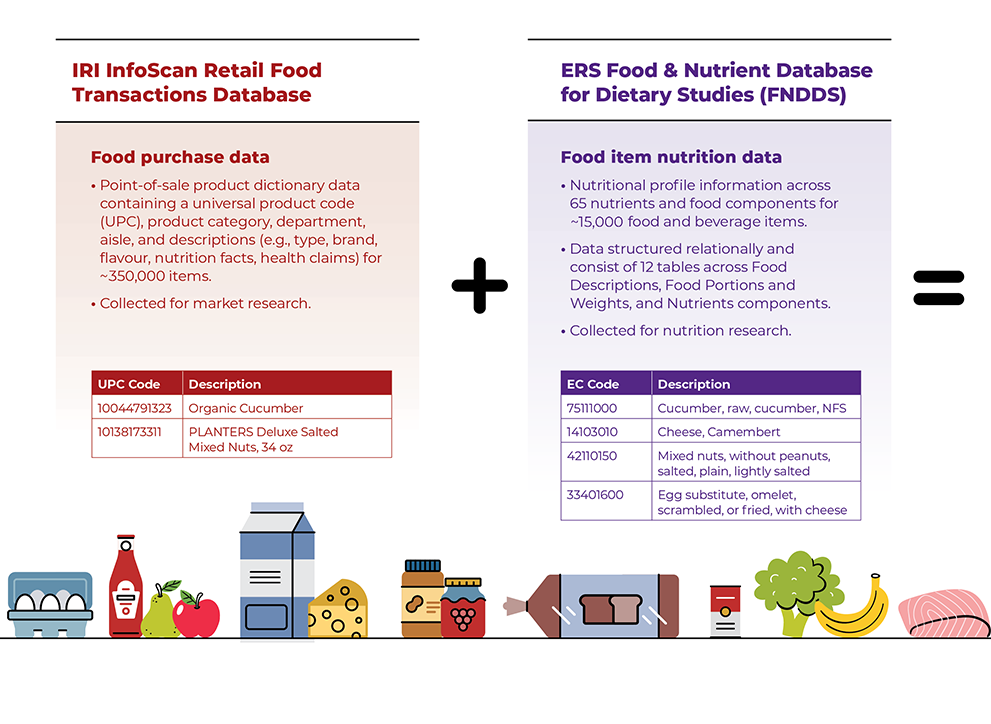 IRI InfoScan Retail Food
Transactions Database
Food purchase data
• Point-of-sale product dictionary data
containing a universal product code
(UPC), product category, department,
aisle, and descriptions (e.g., type, brand,
flavour, nutrition facts, health claims) for
~350,000 items.
• Collected for market research.
UPC Code Description
10044791323 Organic Cucumber
10138173311 PLANTERS Deluxe Salted
Mixed Nuts, 34 oz
+
ERS Food & Nutrient Database
for Dietary Studies (FNDDS)
Food item nutrition data
• Nutritional profile information across
65 nutrients and food components for
~15,000 food and beverage items.
• Data structured relationally and
consist of 12 tables across Food
Descriptions, Food Portions and
Weights, and Nutrients components.
• Collected for nutrition research.
EC Code Description
75111000 Cucumber, raw, cucumber, NFS
14103010 Cheese, Camembert
42110150 Mixed nuts, without peanuts,
salted, plain, lightly salted
33401600 Egg substitute, omelet,
scrambled, or fried, with cheese
=